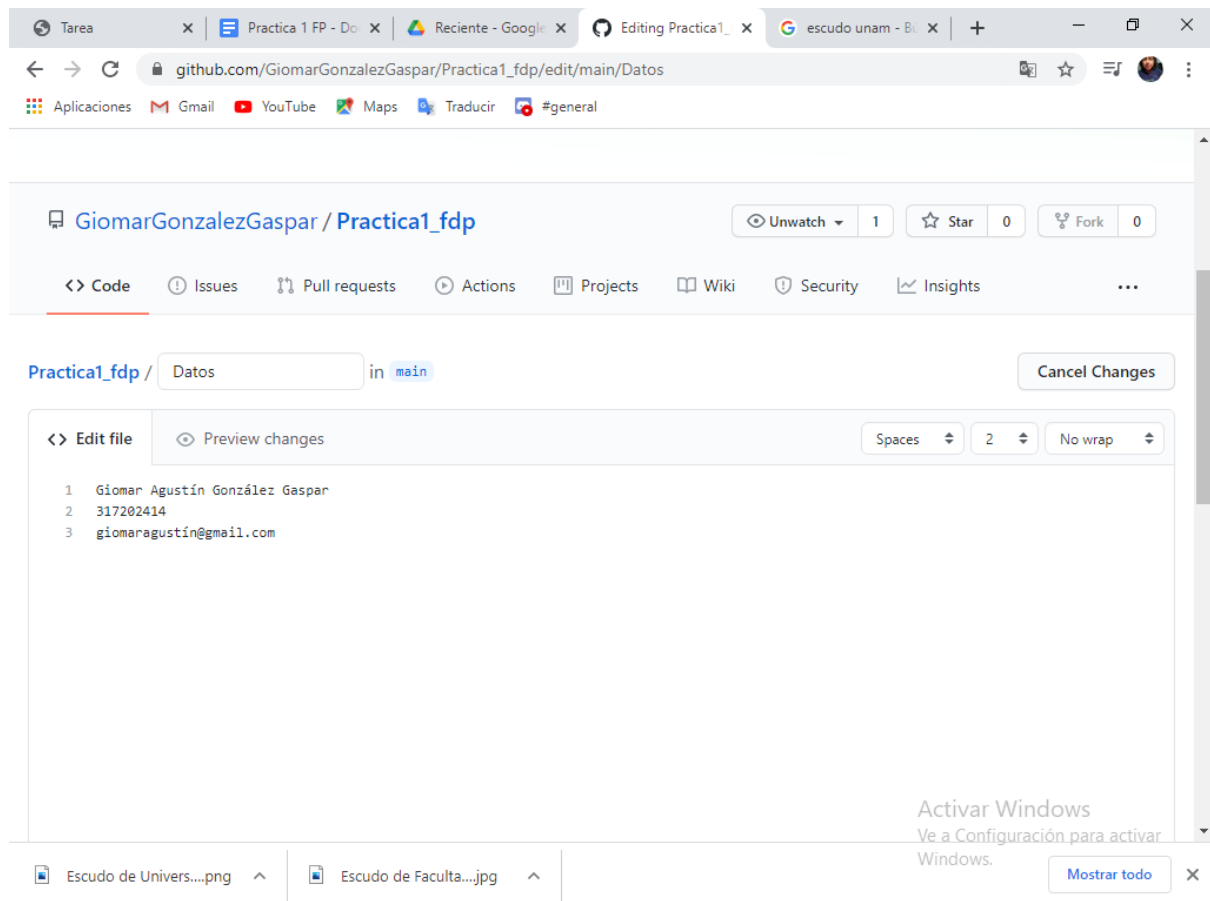 Tarea
Practica 1 FP - Do
Reciente - Google
Editing Practica1_
escudo unam - Bú
github.com/GiomarGonzalezGaspar/Practica1_fdp/edit/main/Datos
Aplicaciones
Gmail
YouTube
Maps
Traducir
#general
GiomarGonzalezGaspar / Practica1_fdp
Unwatch 1
Star 0
Fork 0
<> Code
Issues
Pull requests
Actions
Projects
Wiki
Security
Insights
...
Practica1_fdp / Datos in main
Cancel Changes
<> Edit file
Preview changes
Spaces
2
No wrap
1 Giomar Agustín González Gaspar
2 317202414
3 giomaragustín@gmail.com
Activar Windows
Ve a Configuración para activar
Windows.
Escudo de Univers....png
Escudo de Faculta....jpg
Mostrar todo